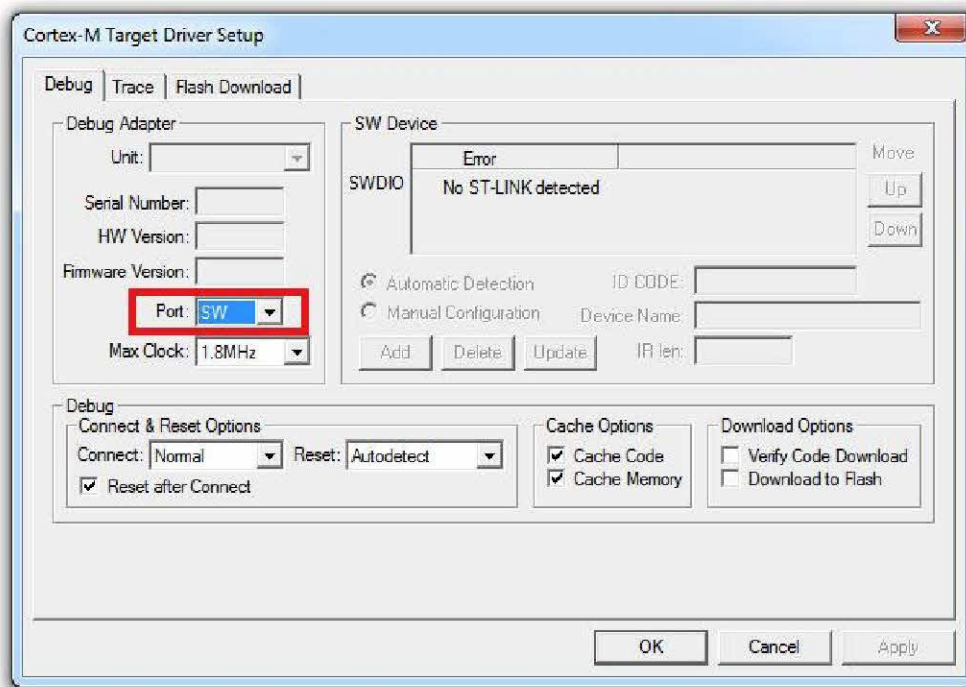 Cortex-M Target Driver Setup
Debug Trace Flash Download
Debug Adapter
Unit:
Serial Number:
HW Version:
Firmware Version:
Port: SW
Max Clock: 1.8MHz
SW Device
Error
SWDIO No ST-LINK detected
Move
Up
Down
Automatic Detection ID CODE:
Manual Configuration Device Name:
Add Delete Update IR len:
Debug
Connect & Reset Options
Connect: Normal Reset: Autodetect
Reset after Connect
Cache Options
Cache Code
Cache Memory
Download Options
Verify Code Download
Download to Flash
OK Cancel Apply